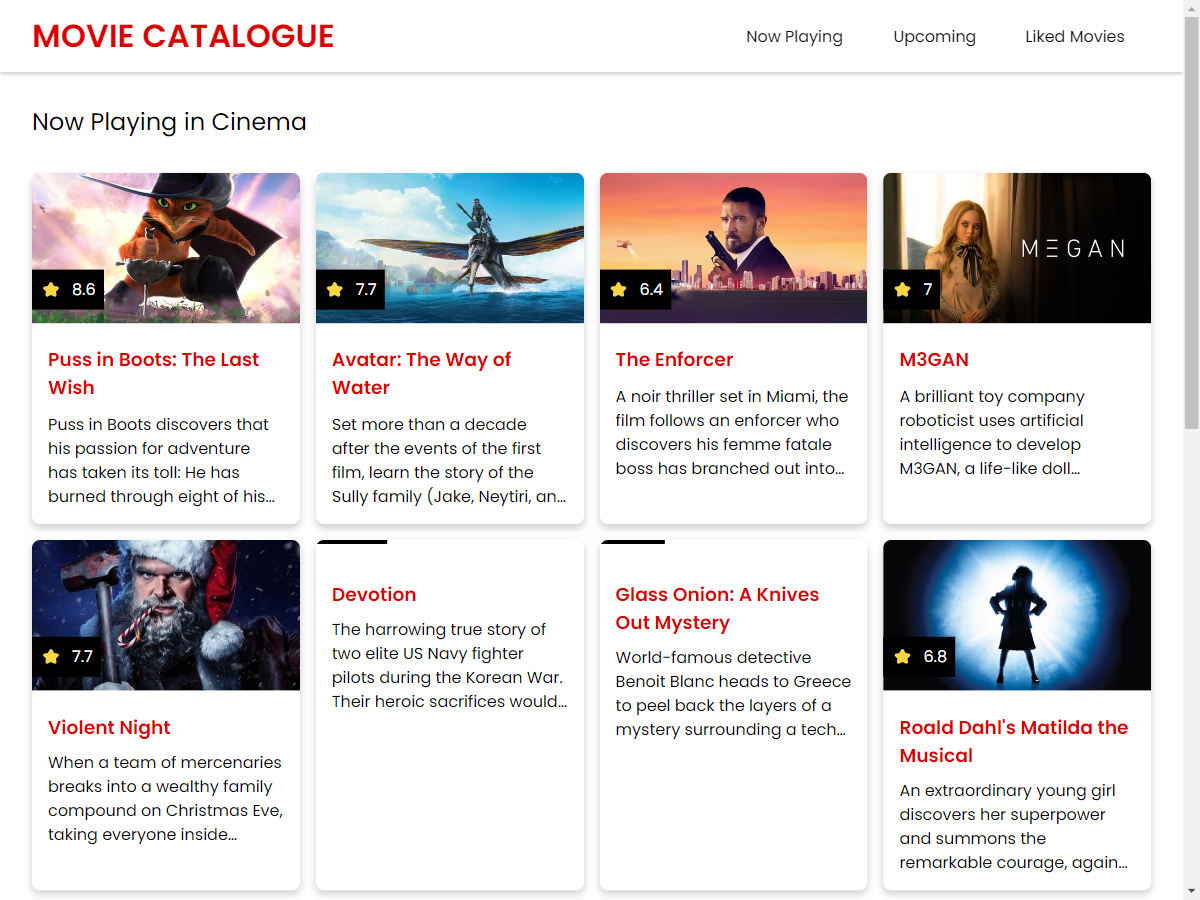 MOVIE CATALOGUE
Now Playing
Upcoming
Liked Movies
Now Playing in Cinema
8.6
Puss in Boots: The Last
Wish
Puss in Boots discovers that
his passion for adventure
has taken its toll: He has
burned through eight of his...
7.7
Avatar: The Way of
Water
Set more than a decade
after the events of the first
film, learn the story of the
Sully family (Jake, Neytiri, an...
6.4
The Enforcer
A noir thriller set in Miami, the
film follows an enforcer who
discovers his femme fatale
boss has branched out into...
M3GAN
7
M3GAN
A brilliant toy company
roboticist uses artificial
intelligence to develop
M3GAN, a life-like doll...
7.7
Violent Night
When a team of mercenaries
breaks into a wealthy family
compound on Christmas Eve,
taking everyone inside...
Devotion
The harrowing true story of
two elite US Navy fighter
pilots during the Korean War.
Their heroic sacrifices would...
Glass Onion: A Knives
Out Mystery
World-famous detective
Benoit Blanc heads to Greece
to peel back the layers of a
mystery surrounding a tech...
6.8
Roald Dahl's Matilda the
Musical
An extraordinary young girl
discovers her superpower
and summons the
remarkable courage, again...